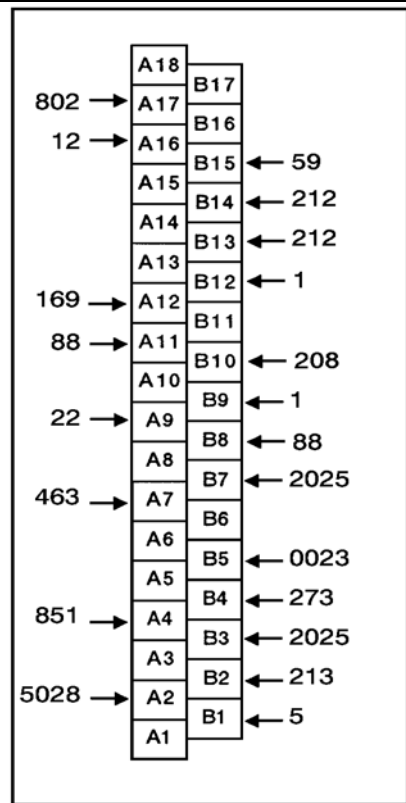 A18
B17
802 A17
B16
12 A16
B15 59
A15
B14 212
A14
B13 212
A13
B12 1
169 A12
B11
88 A11
B10 208
A10
B9 1
22 A9
B8 88
A8
B7 2025
463 A7
B6
A6
B5 0023
A5
B4 273
851 A4
B3 2025
A3
B2 213
5028 A2
B1 5
A1